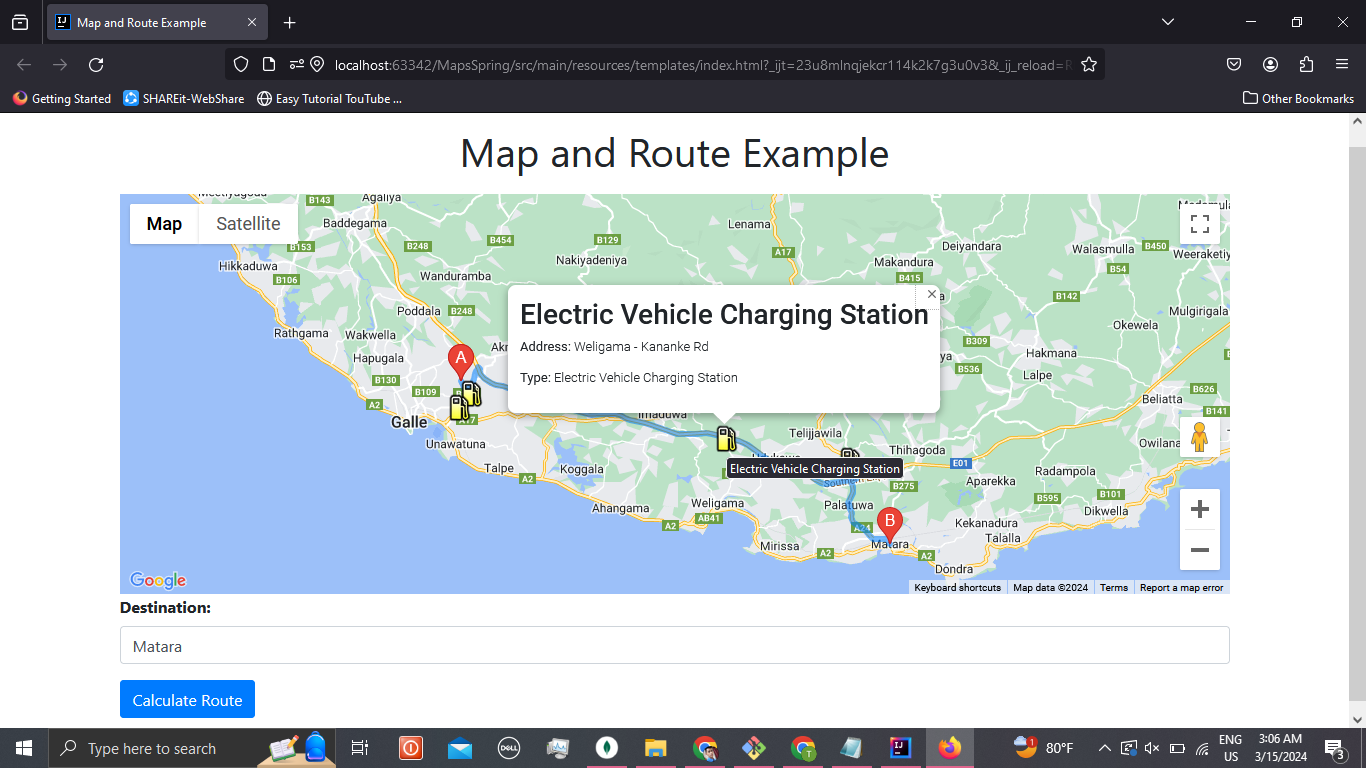 Map and Route Example
localhost:63342/MapsSpring/src/main/resources/templates/index.html?_ijt=23u8mlnqjekcr114k2k7g3u0v3&_ij_reload=R
Getting Started
SHAREit-WebShare
Easy Tutorial TouTube ...
Other Bookmarks
Map and Route Example
Map
Satellite
B143
Agaliya
Baddegama
B153
B248
B454
B129
Lenama
A17
Deiyandara
Walasmulla
B450
Weeraketiy
B54
Hikkaduwa
B106
Wanduramba
Nakiyadeniya
Makandura
B415
B142
Mulgirigala
Rathgama
Poddala
B248
Wakwella
Hapugala
B130
B109
A2
A17
Galle
Unawatuna
Talpe
A2
Koggala
Ahangama
A2
Weligama
AB41
Mirissa
A2
Electric Vehicle Charging Station
Address: Weligama - Kananke Rd
Type: Electric Vehicle Charging Station
Electric Vehicle Charging Station
A
B
Imaduwa
Telijjawila
Thihagoda
B275
Palatuwa
A24
Matara
A2
Dondra
E01
Aparekka
Kekanadura
Talalla
Radampola
B595
B101
Dikwella
Okewela
B309
Hakmana
B536
Lalpe
B626
Beliatta
B141
Owilana
Google
Keyboard shortcuts
Map data ©2024
Terms
Report a map error
Destination:
Matara
Calculate Route
Type here to search
DELL
80°F
ENG
US
3:06 AM
3/15/2024
3